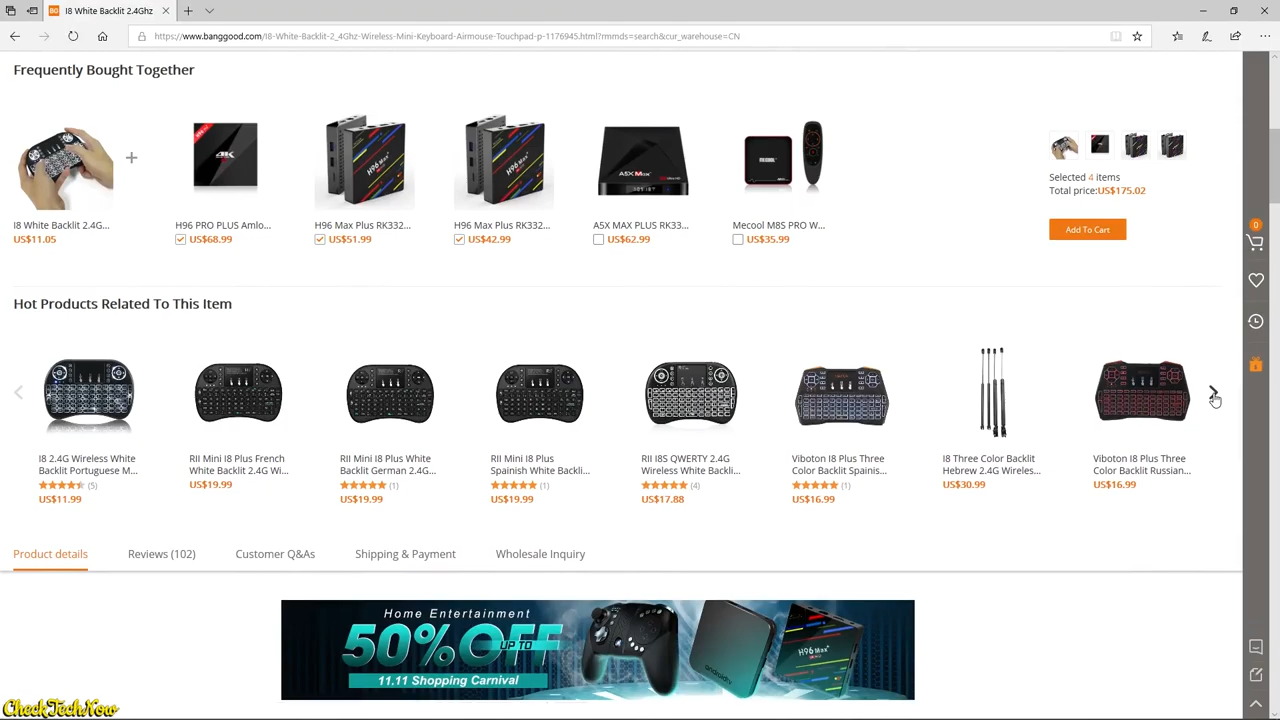 I8 White Backlit 2.4Ghz
https://www.banggood.com/I8-White-Backlit-2_4Ghz-Wireless-Mini-Keyboard-Airmouse-Touchpad-p-1176945.html?rmmds=search&cur_warehouse=CN
Frequently Bought Together
+
I8 White Backlit 2.4G...
US$11.05
H96 PRO PLUS Amlo...
US$68.99
H96 Max Plus RK332...
US$51.99
H96 Max Plus RK332...
US$42.99
A5X MAX PLUS RK33...
US$62.99
Mecool M8S PRO W...
US$35.99
Selected 4 items
Total price:US$175.02
Add To Cart
0
Hot Products Related To This Item
I8 2.4G Wireless White
Backlit Portuguese M...
(5)
US$11.99
RII Mini I8 Plus French
White Backlit 2.4G Wi...
US$19.99
RII Mini I8 Plus White
Backlit German 2.4G...
(1)
US$19.99
RII Mini I8 Plus
Spainish White Backli...
(1)
US$19.99
RII I8S QWERTY 2.4G
Wireless White Backli...
(4)
US$17.88
Viboton I8 Plus Three
Color Backlit Spainis...
(1)
US$16.99
I8 Three Color Backlit
Hebrew 2.4G Wireles...
US$30.99
Viboton I8 Plus Three
Color Backlit Russian...
US$16.99
Product details
Reviews (102)
Customer Q&As
Shipping & Payment
Wholesale Inquiry
Home Entertainment
50% OFF
UP TO
11.11 Shopping Carnival
androidtv
H96 Max+
CheckTechNow